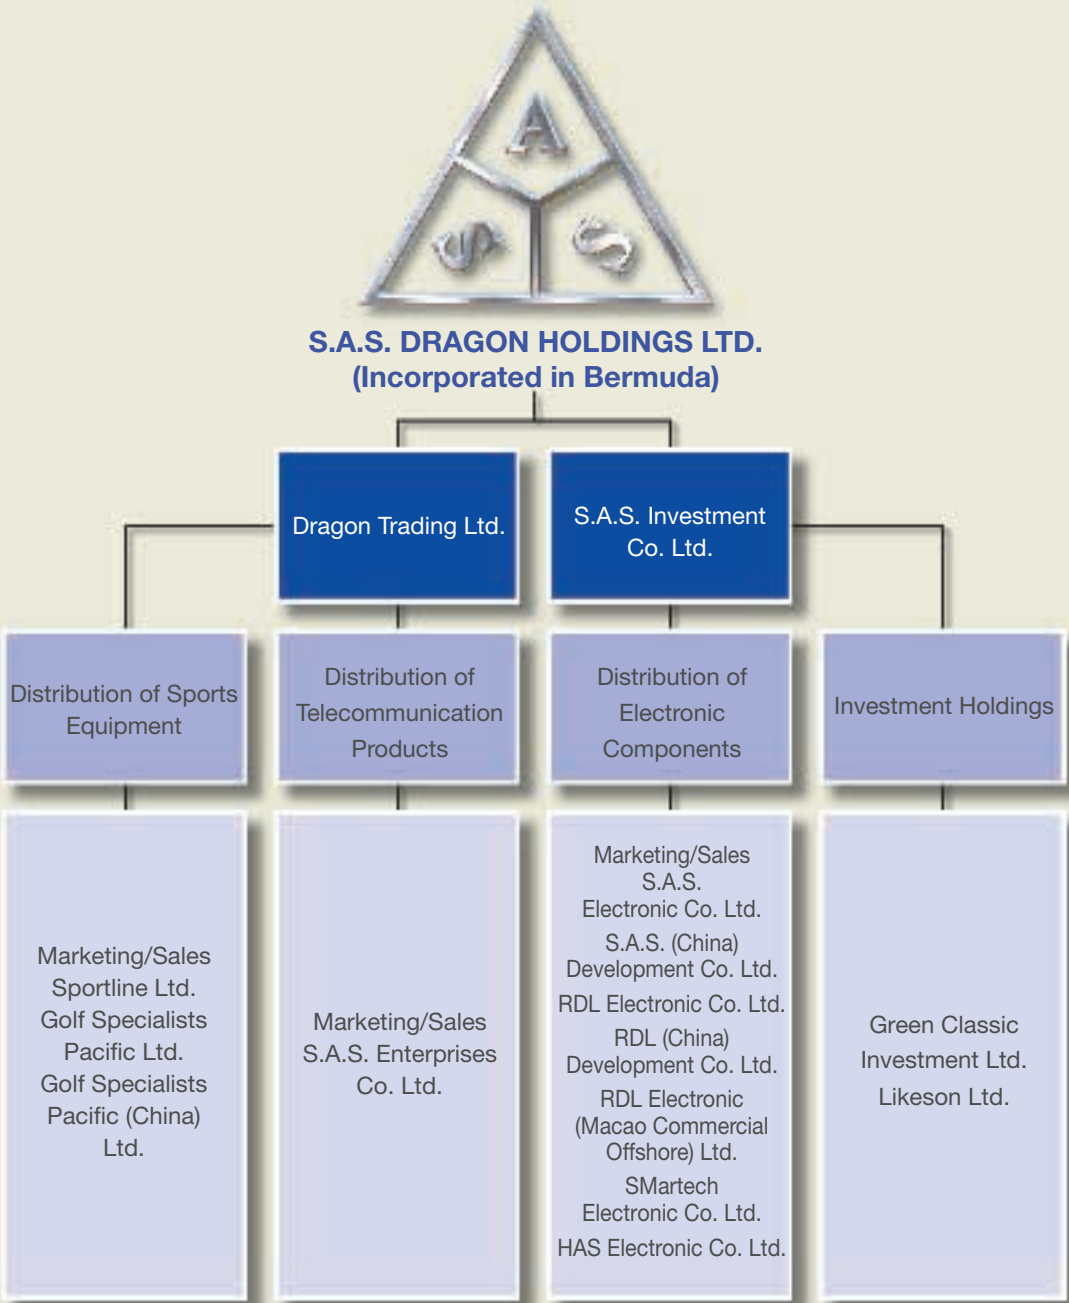 A
S S
S.A.S. DRAGON HOLDINGS LTD.
(Incorporated in Bermuda)
Dragon Trading Ltd.
S.A.S. Investment
Co. Ltd.
Distribution of Sports
Equipment
Distribution of
Telecommunication
Products
Distribution of
Electronic
Components
Investment Holdings
Marketing/Sales
Sportline Ltd.
Golf Specialists
Pacific Ltd.
Golf Specialists
Pacific (China)
Ltd.
Marketing/Sales
S.A.S. Enterprises
Co. Ltd.
Marketing/Sales
S.A.S.
Electronic Co. Ltd.
S.A.S. (China)
Development Co. Ltd.
RDL Electronic Co. Ltd.
RDL (China)
Development Co. Ltd.
RDL Electronic
(Macao Commercial
Offshore) Ltd.
SMartech
Electronic Co. Ltd.
HAS Electronic Co. Ltd.
Green Classic
Investment Ltd.
Likeson Ltd.